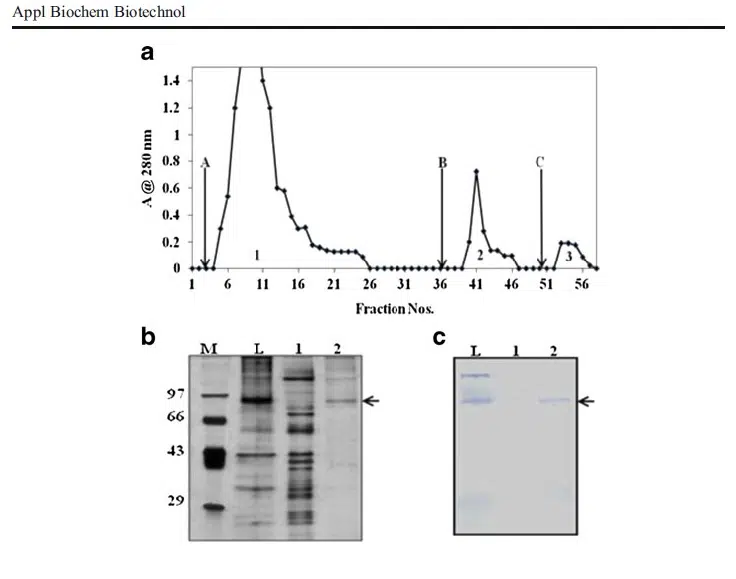 Appl Biochem Biotechnol
a
1.4
1.2
1
0.8
0.6
0.4
0.2
0
A @ 280 nm
A
B
C
1
2
3
1 6 11 16 21 26 31 36 41 46 51 56
Fraction Nos.
b
M L 1 2
97
66
43
29
c
L 1 2